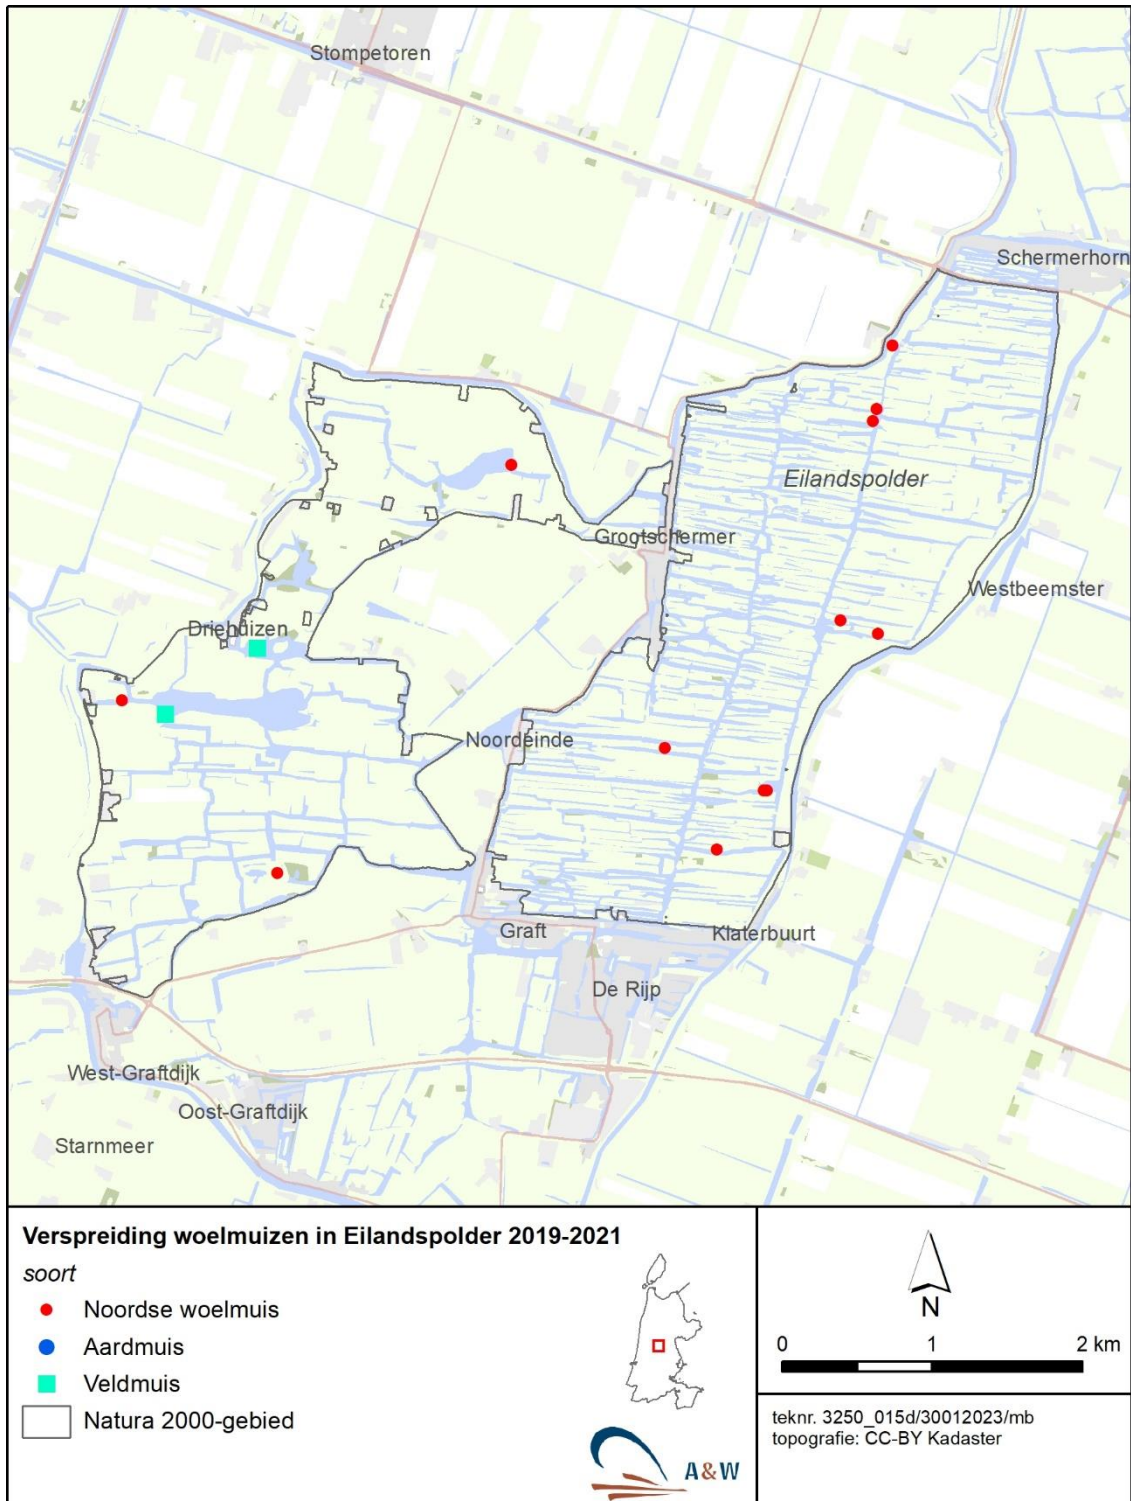 Stompetoren
Schermerhorn
Eilandspolder
Grootschermer
Westbeemster
Driehuizen
Noordeinde
Graft
Klaterbuurt
De Rijp
West-Graftdijk
Oost-Graftdijk
Starnmeer
Verspreiding woelmuizen in Eilandspolder 2019-2021
soort
Noordse woelmuis
Aardmuis
Veldmuis
Natura 2000-gebied
A&W
N
0 1 2 km
teknr. 3250_015d/30012023/mb
topografie: CC-BY Kadaster